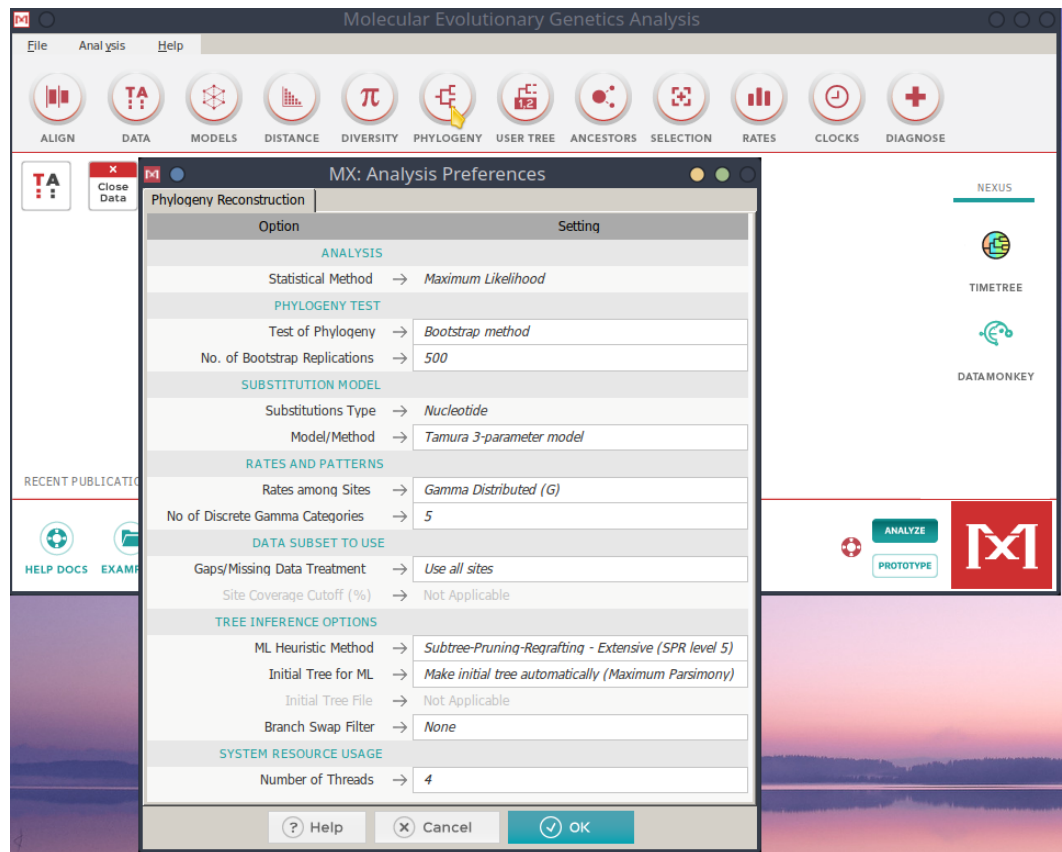 Molecular Evolutionary Genetics Analysis
File Analysis Help
TA
π
1,2
ALIGN DATA MODELS DISTANCE DIVERSITY PHYLOGENY USER TREE ANCESTORS SELECTION RATES CLOCKS DIAGNOSE
TA
Close
Data
MX: Analysis Preferences
NEXUS
TIMETREE
DATAMONKEY
Phylogeny Reconstruction
Option Setting
ANALYSIS
Statistical Method → Maximum Likelihood
PHYLOGENY TEST
Test of Phylogeny → Bootstrap method
No. of Bootstrap Replications → 500
SUBSTITUTION MODEL
Substitutions Type → Nucleotide
Model/Method → Tamura 3-parameter model
RATES AND PATTERNS
Rates among Sites → Gamma Distributed (G)
No of Discrete Gamma Categories → 5
DATA SUBSET TO USE
Gaps/Missing Data Treatment → Use all sites
Site Coverage Cutoff (%) → Not Applicable
TREE INFERENCE OPTIONS
ML Heuristic Method → Subtree-Pruning-Regrafting - Extensive (SPR level 5)
Initial Tree for ML → Make initial tree automatically (Maximum Parsimony)
Initial Tree File → Not Applicable
Branch Swap Filter → None
SYSTEM RESOURCE USAGE
Number of Threads → 4
? Help Cancel OK
RECENT PUBLICATIO
HELP DOCS EXAMP
ANALYZE
PROTOTYPE